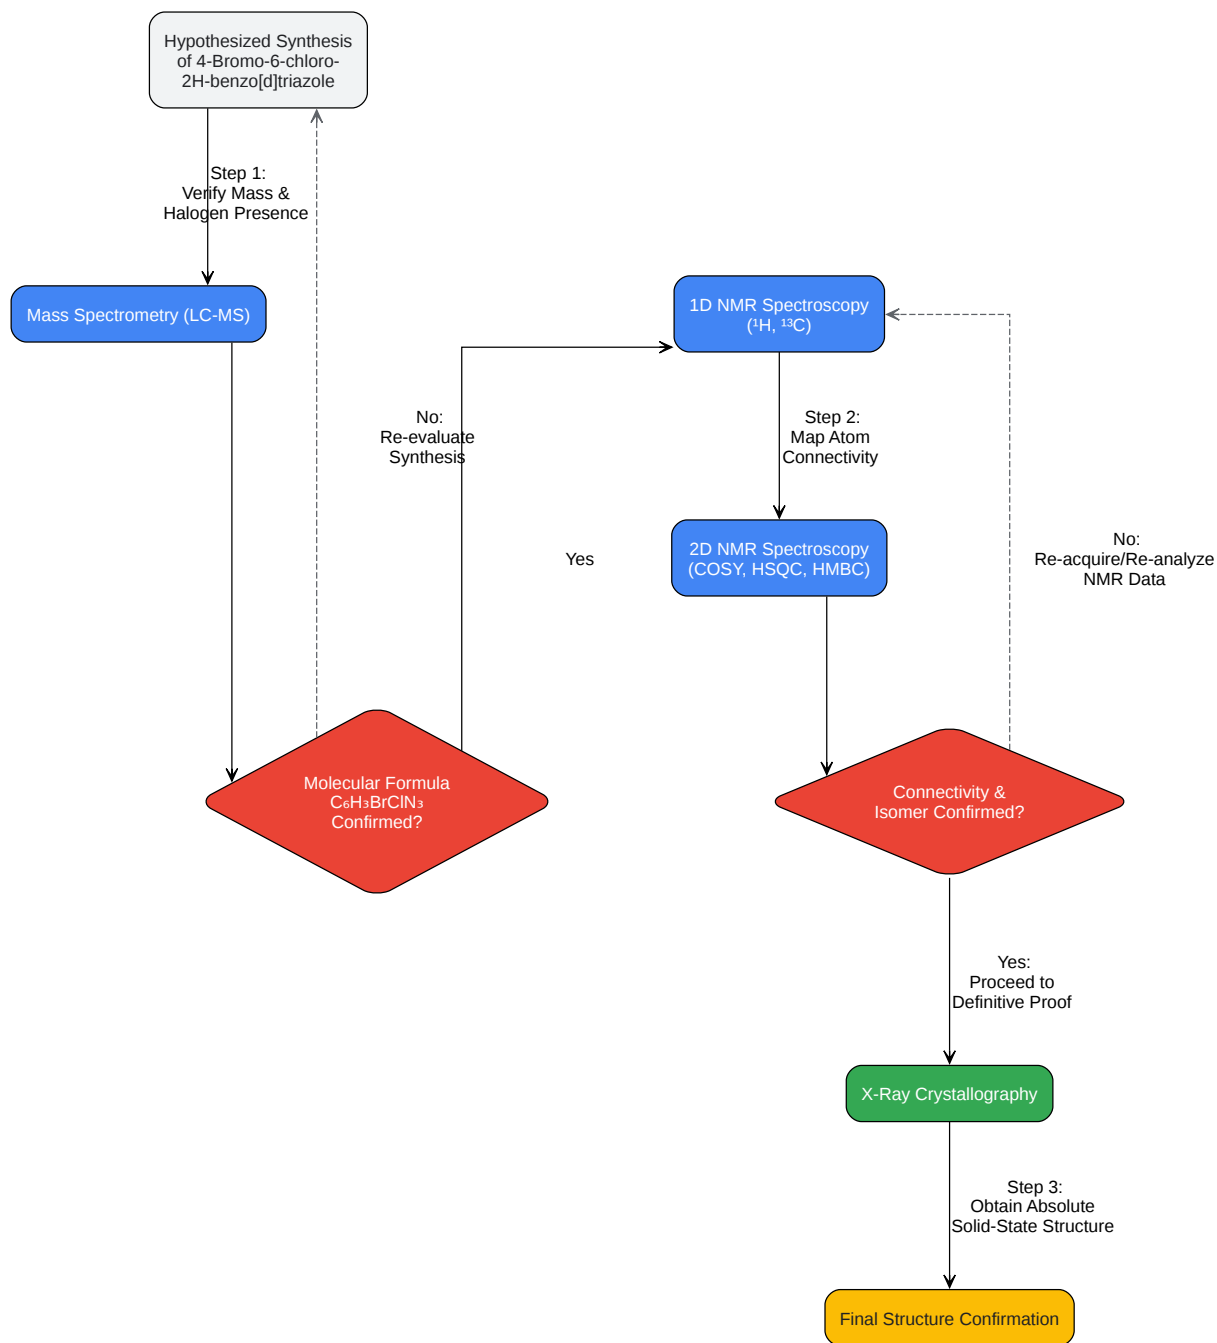 Hypothesized Synthesis
of 4-Bromo-6-chloro-
2H-benzo[d]triazole
Step 1:
Verify Mass &
Halogen Presence
Mass Spectrometry (LC-MS)
1D NMR Spectroscopy
(¹H, ¹³C)
No:
Re-evaluate
Synthesis
Step 2:
Map Atom
Connectivity
Yes
2D NMR Spectroscopy
(COSY, HSQC, HMBC)
No:
Re-acquire/Re-analyze
NMR Data
Molecular Formula
C₆H₃BrClN₃
Confirmed?
Connectivity &
Isomer Confirmed?
Yes:
Proceed to
Definitive Proof
X-Ray Crystallography
Step 3:
Obtain Absolute
Solid-State Structure
Final Structure Confirmation